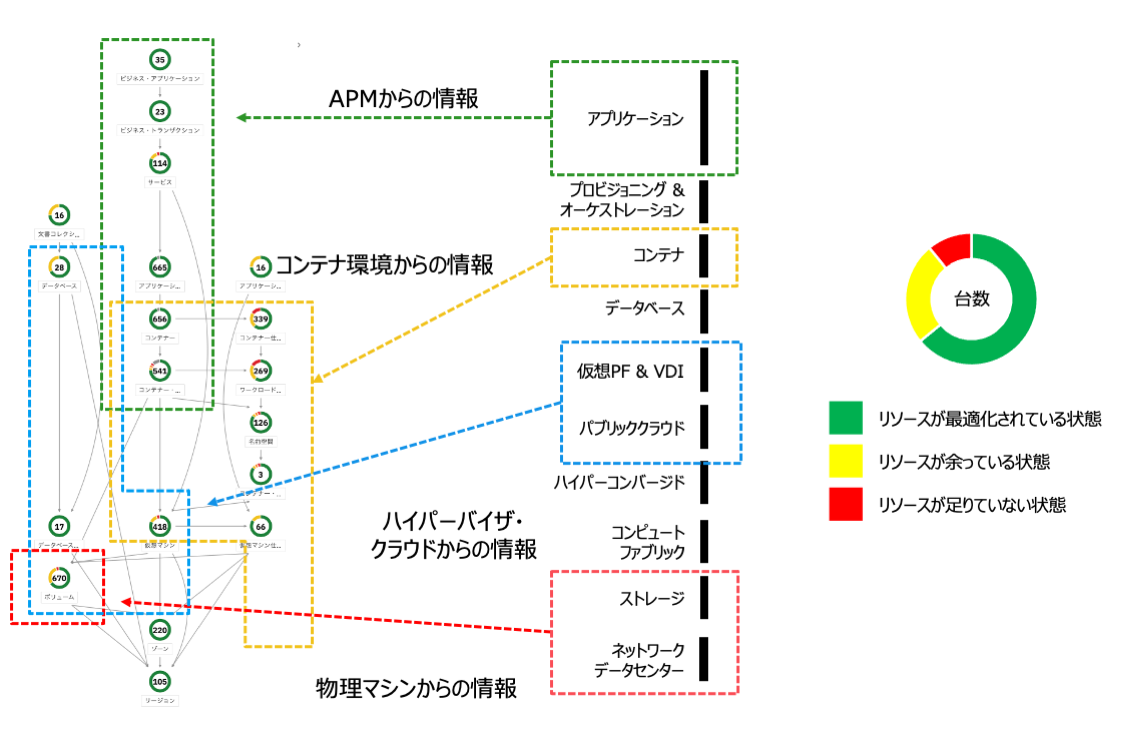 35
ビジネス・アプリケーション
23
ビジネス・トランザクション
114
サービス
16
文書コレクシ...
28
データベース
665
アプリケーシ...
16
アプリケーシ...
656
コンテナー
339
コンテナー仕...
541
コンテナー・...
269
ワークロード...
126
名前空間
3
17
データベース...
418
仮想マシン
66
670
ボリューム
220
ゾーン
105
リージョン
APMからの情報
コンテナ環境からの情報
ハイパーバイザ・
クラウドからの情報
物理マシンからの情報
アプリケーション
プロビジョニング &
オーケストレーション
コンテナ
データベース
仮想PF & VDI
パブリッククラウド
ハイパーコンバージド
コンピュート
ファブリック
ストレージ
ネットワーク
データセンター
台数
リソースが最適化されている状態
リソースが余っている状態
リソースが足りていない状態